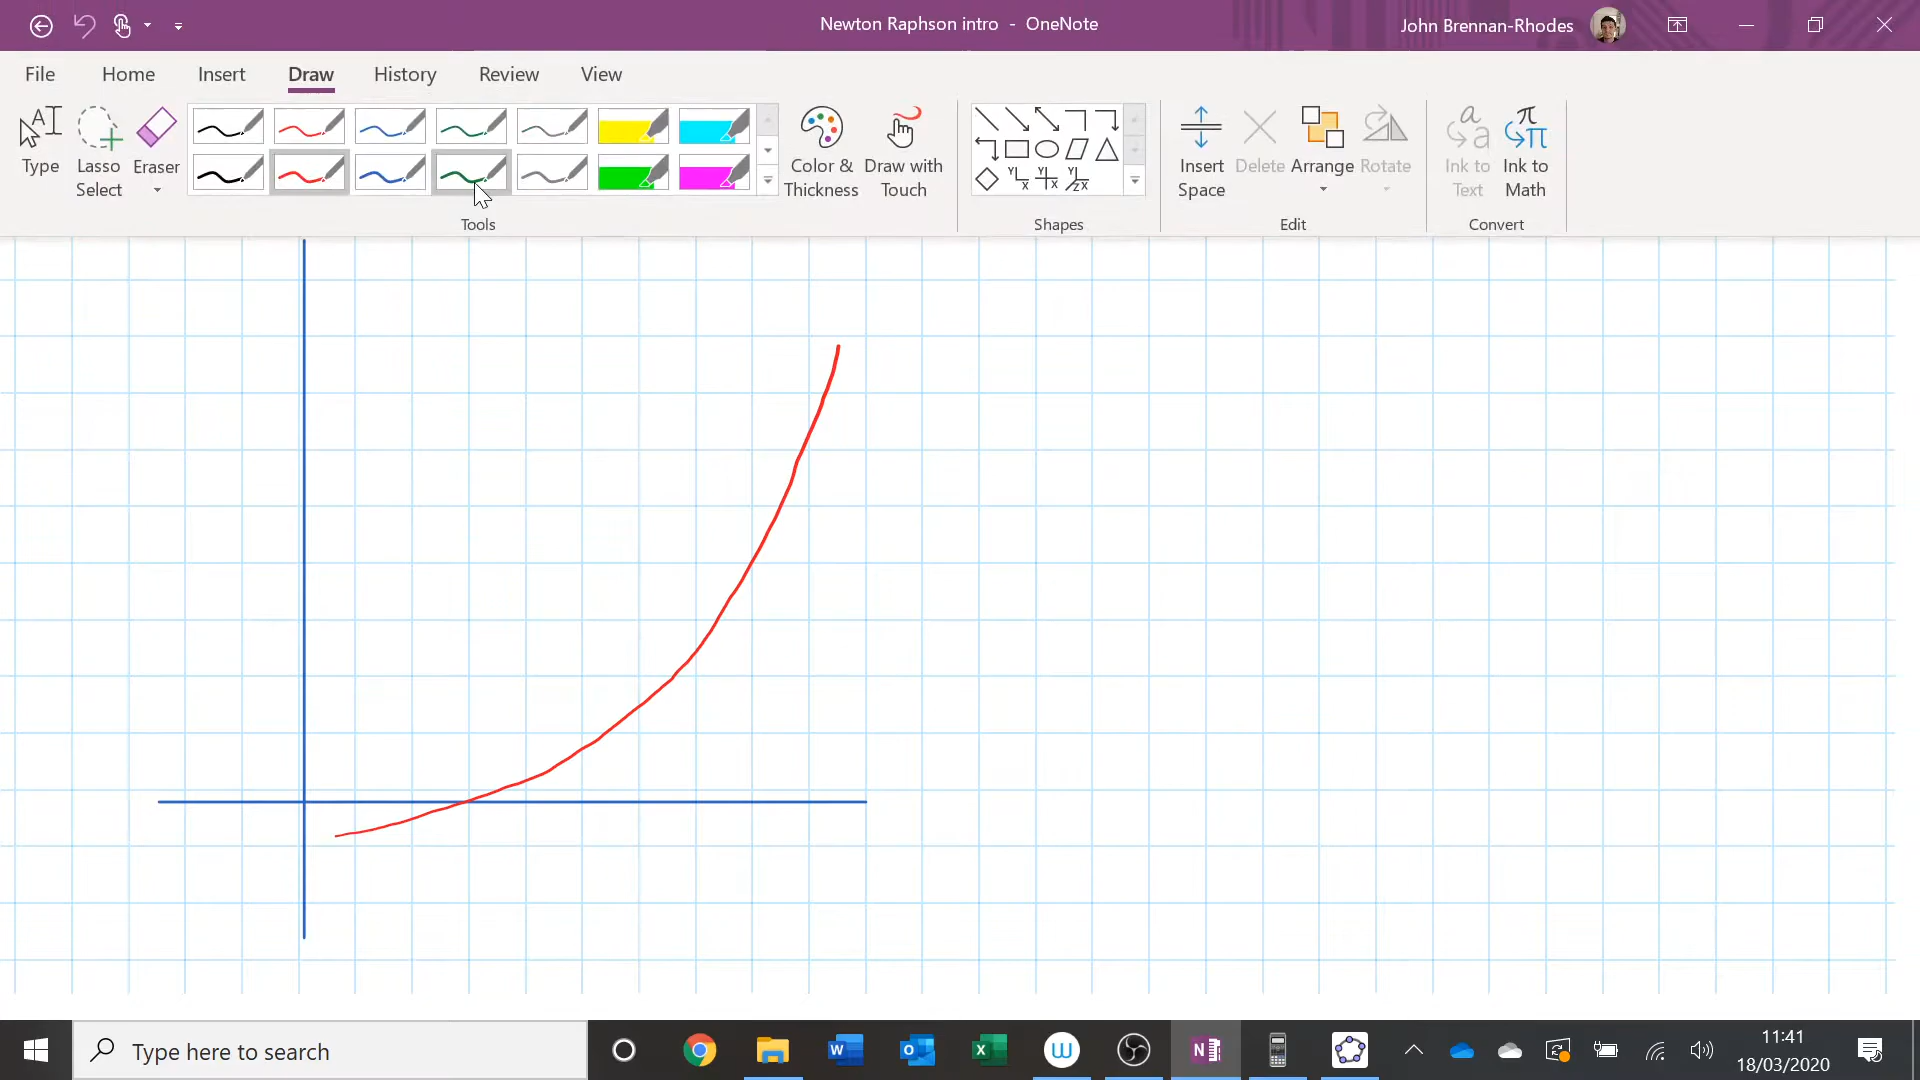 Newton Raphson intro - OneNote
John Brennan-Rhodes
File Home Insert Draw History Review View
Type
Lasso Select
Eraser
Color & Thickness
Draw with Touch
Insert Space
Delete
Arrange
Rotate
Ink to Text
Ink to Math
Tools
Shapes
Edit
Convert
Type here to search
11:41
18/03/2020